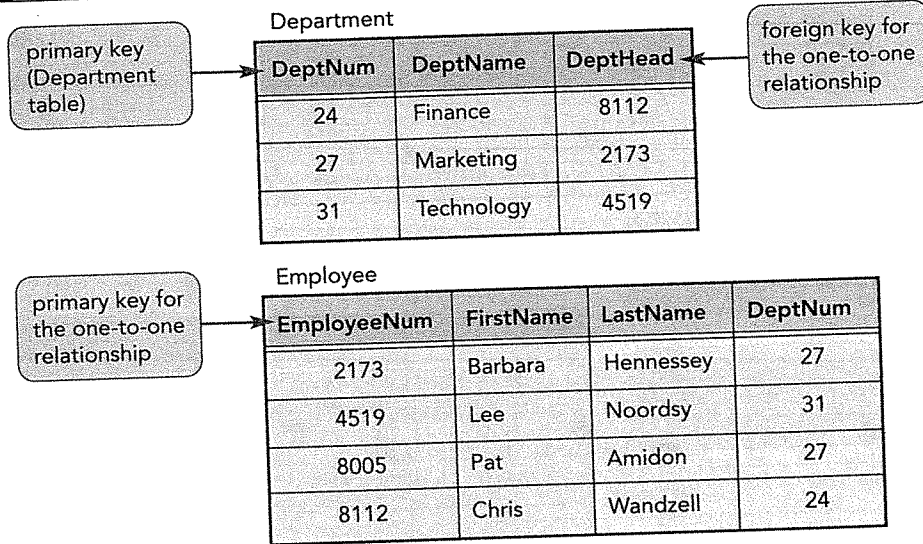 Department
primary key
(Department
table)
foreign key for
the one-to-one
relationship
DeptNum DeptName DeptHead
24 Finance 8112
27 Marketing 2173
31 Technology 4519
Employee
primary key for
the one-to-one
relationship
EmployeeNum FirstName LastName DeptNum
2173 Barbara Hennessey 27
4519 Lee Noordsy 31
8005 Pat Amidon 27
8112 Chris Wandzell 24